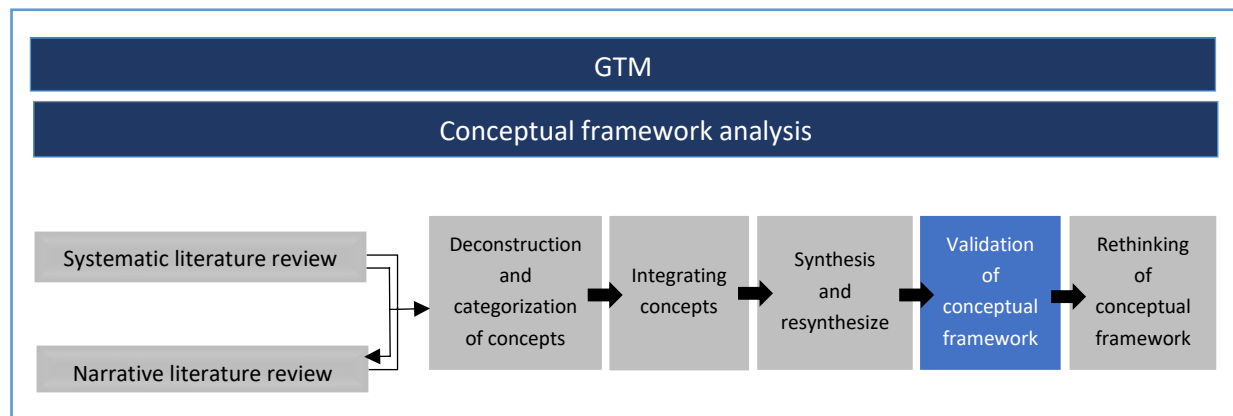 GTM
Conceptual framework analysis
Systematic literature review
Narrative literature review
Deconstruction
and
categorization
of concepts
Integrating
concepts
Synthesis
and
resynthesize
Validation
of
conceptual
framework
Rethinking
of
conceptual
framework